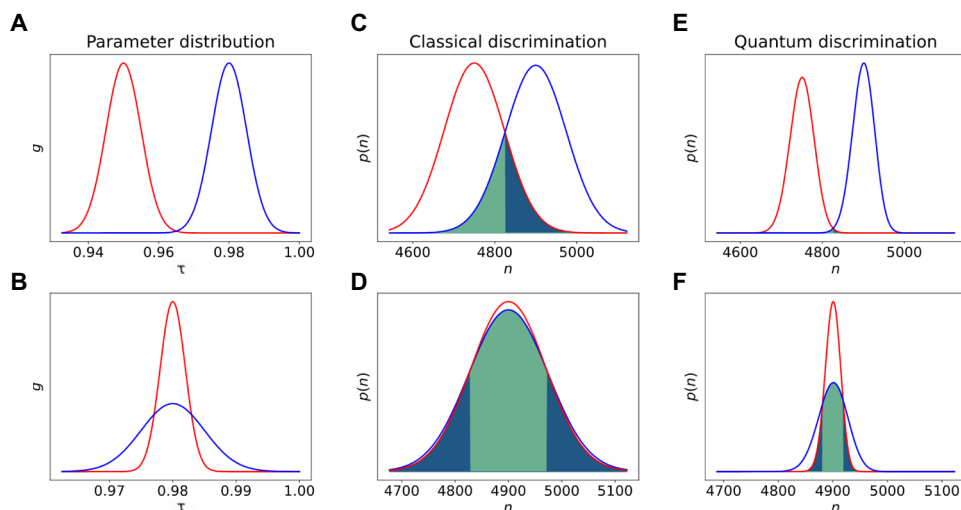 A
Parameter distribution
g
0.94 0.96 0.98 1.00
τ
C
Classical discrimination
p(n)
4600 4800 5000
n
E
Quantum discrimination
p(n)
4600 4800 5000
n
B
g
0.97 0.98 0.99 1.00
τ
D
p(n)
4700 4800 4900 5000 5100
n
F
p(n)
4700 4800 4900 5000 5100
n